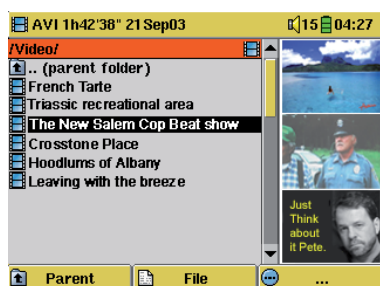 AVI 1h42'38" 21Sep03
15 04:27
/Video/
.. (parent folder)
French Tarte
Triassic recreational area
The New Salem Cop Beat show
Crosstone Place
Hoodlums of Albany
Leaving with the breeze
Just
Think
about
it Pete.
Parent
File
...